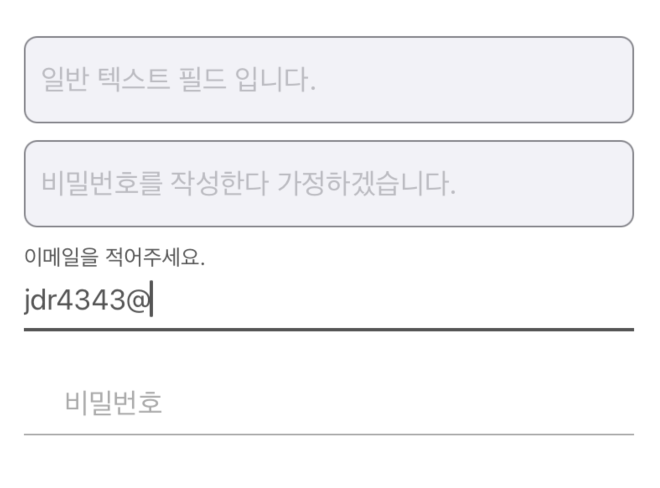 일반 텍스트 필드 입니다.
비밀번호를 작성한다 가정하겠습니다.
이메일을 적어주세요.
jdr4343@
비밀번호